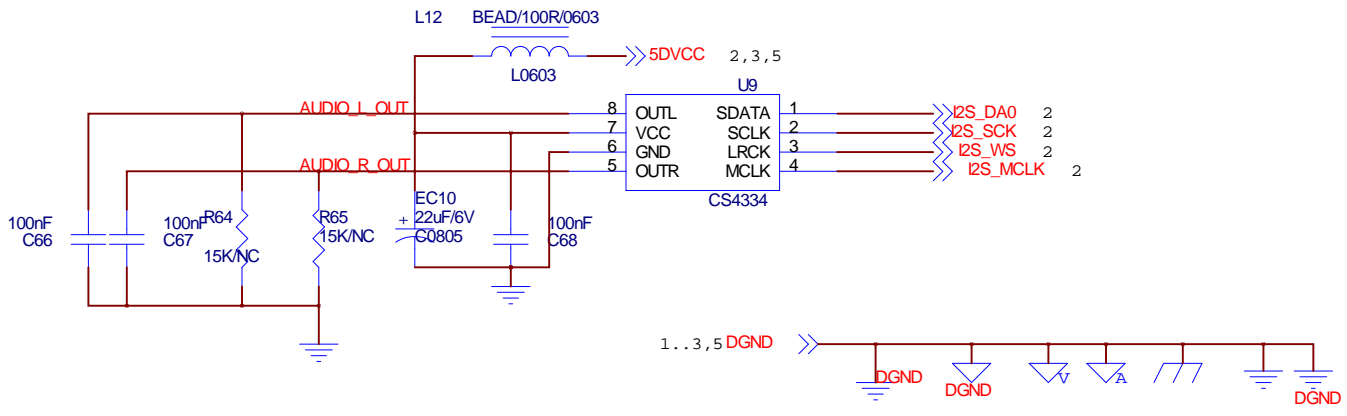 L12 BEAD/100R/0603
5DVCC 2,3,5
L0603
U9
AUDIO_L_OUT 8 OUTL SDATA 1 I2S_DA0 2
7 VCC SCLK 2 I2S_SCK 2
6 GND LRCK 3 I2S_WS 2
AUDIO_R_OUT 5 OUTR MCLK 4 I2S_MCLK 2
CS4334
EC10
100nF 100nF R64 R65 + 22uF/6V 100nF
C66 C67 15K/NC 15K/NC C0805 C68
1..3,5 DGND
DGND DGND V A DGND